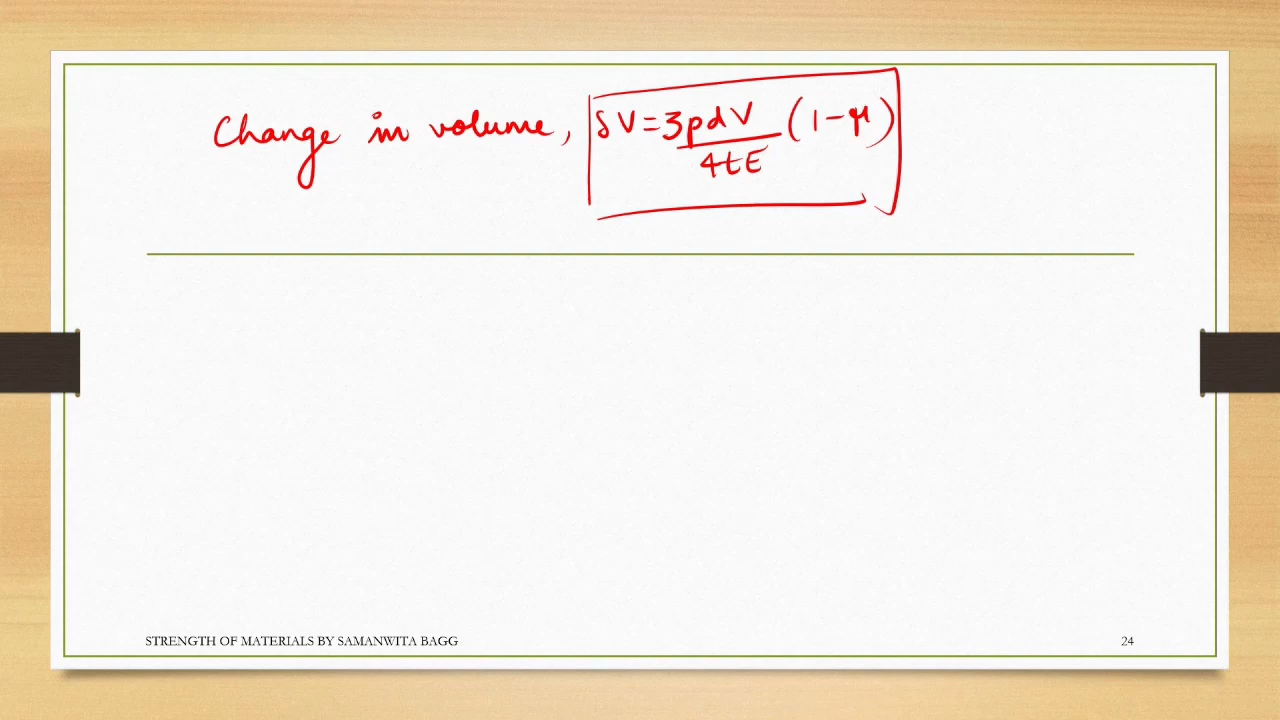 Change in volume, δV = 3pdV/4tE (1-μ)
STRENGTH OF MATERIALS BY SAMANWITA BAGG 24